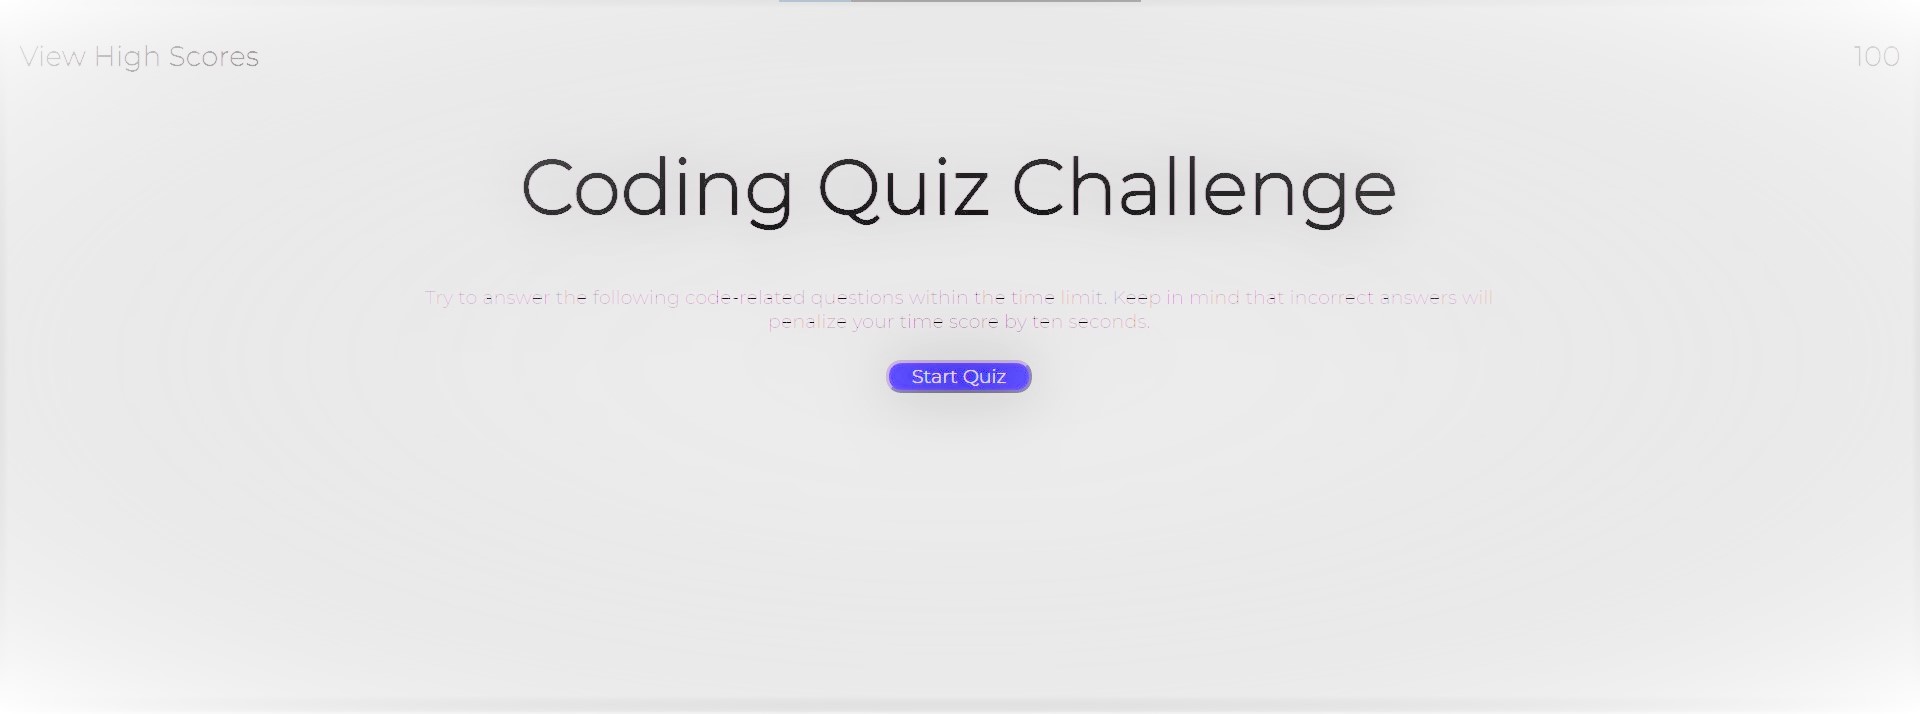 View High Scores
100
Coding Quiz Challenge
Try to answer the following code-related questions within the time limit. Keep in mind that incorrect answers will
penalize your time score by ten seconds.
Start Quiz